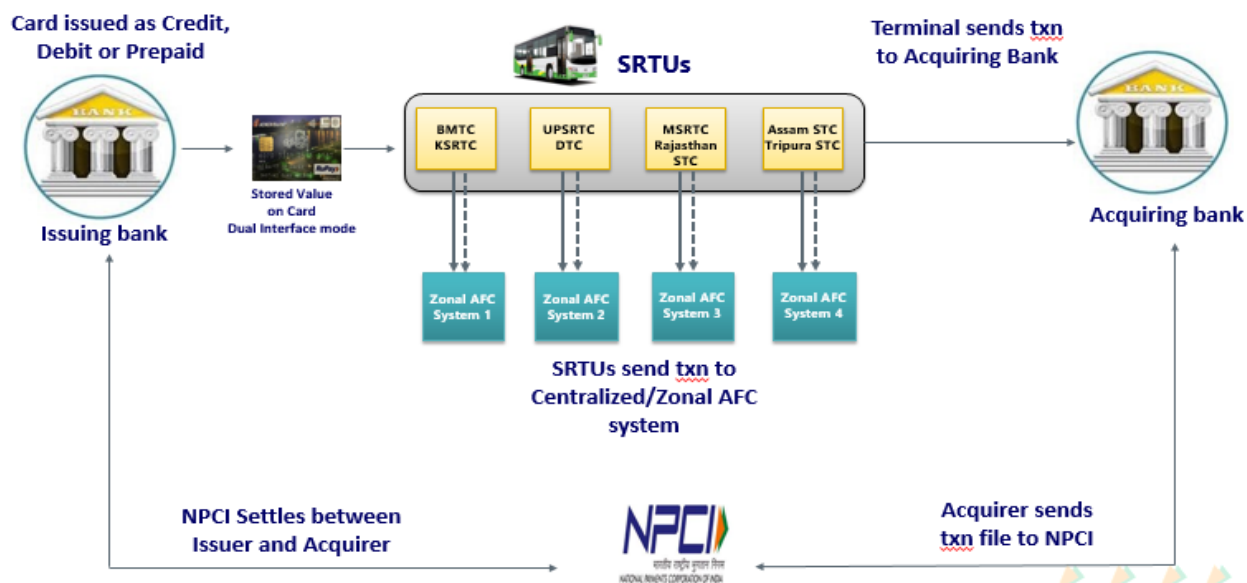 Card issued as Credit,
Debit or Prepaid
BANK
Issuing bank
RuPay
Stored Value
on Card
Dual Interface mode
SRTUs
BMTC
KSRTC
UPSRTC
DTC
MSRTC
Rajasthan
STC
Assam STC
Tripura STC
Zonal AFC
System 1
Zonal AFC
System 2
Zonal AFC
System 3
Zonal AFC
System 4
SRTUs send txn to
Centralized/Zonal AFC
system
Terminal sends txn
to Acquiring Bank
BANK
Acquiring bank
NPCI Settles between
Issuer and Acquirer
NPCI
भारतीय राष्ट्रीय भुगतान निगम
NATIONAL PAYMENTS CORPORATION OF INDIA
Acquirer sends
txn file to NPCI